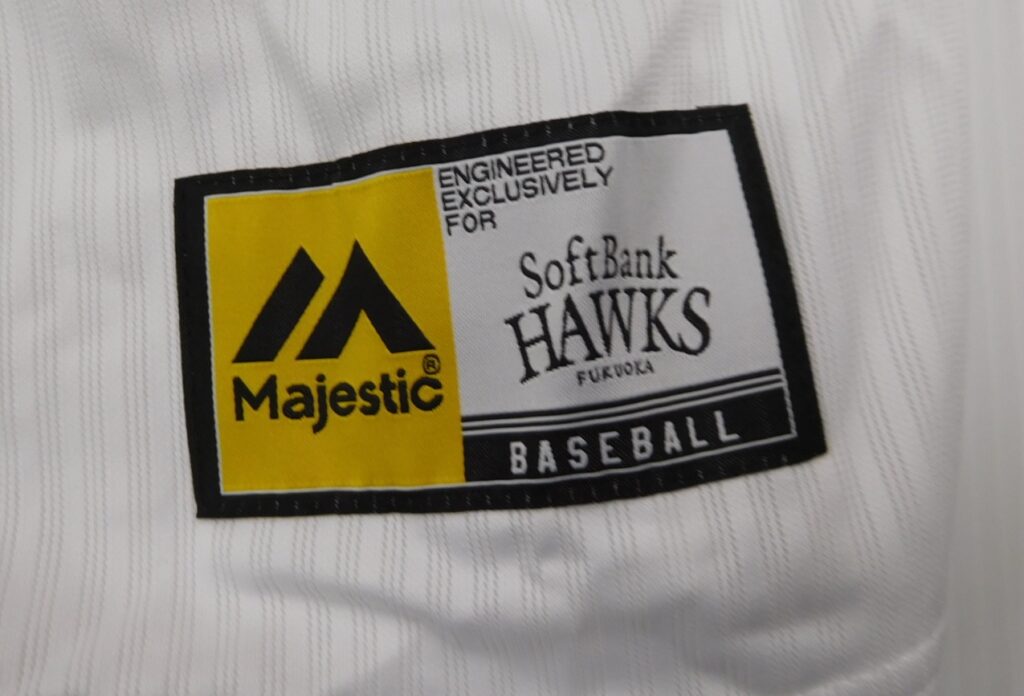 Majestic®
ENGINEERED
EXCLUSIVELY
FOR
SoftBank
HAWKS
FUKUOKA
BASEBALL